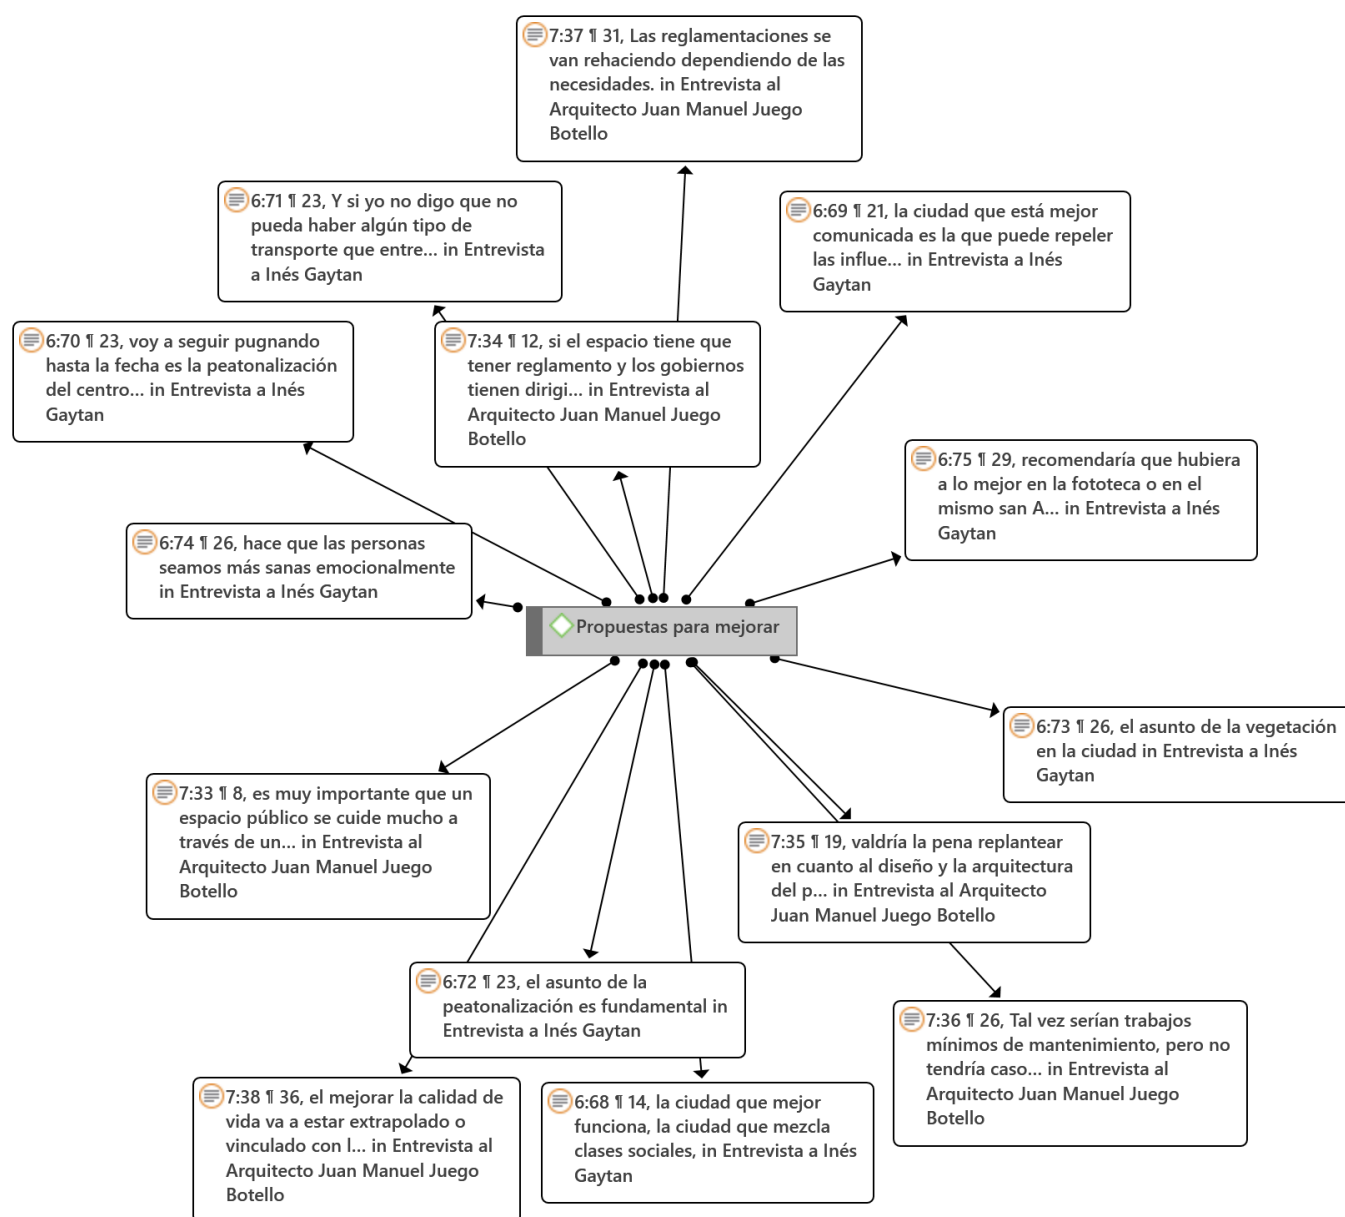 7:37 ¶ 31, Las reglamentaciones se
van rehaciendo dependiendo de las
necesidades. in Entrevista al
Arquitecto Juan Manuel Juego
Botello
6:71 ¶ 23, Y si yo no digo que no
pueda haber algún tipo de
transporte que entre... in Entrevista
a Inés Gaytan
6:69 ¶ 21, la ciudad que está mejor
comunicada es la que puede repeler
las influe... in Entrevista a Inés
Gaytan
6:70 ¶ 23, voy a seguir pugnando
hasta la fecha es la peatonalización
del centro... in Entrevista a Inés
Gaytan
7:34 ¶ 12, si el espacio tiene que
tener reglamento y los gobiernos
tienen dirigi... in Entrevista al
Arquitecto Juan Manuel Juego
Botello
6:75 ¶ 29, recomendaría que hubiera
a lo mejor en la fototeca o en el
mismo san A... in Entrevista a Inés
Gaytan
6:74 ¶ 26, hace que las personas
seamos más sanas emocionalmente
in Entrevista a Inés Gaytan
Propuestas para mejorar
6:73 ¶ 26, el asunto de la vegetación
en la ciudad in Entrevista a Inés
Gaytan
7:33 ¶ 8, es muy importante que un
espacio público se cuide mucho a
través de un... in Entrevista al
Arquitecto Juan Manuel Juego
Botello
7:35 ¶ 19, valdría la pena replantear
en cuanto al diseño y la arquitectura
del p... in Entrevista al Arquitecto
Juan Manuel Juego Botello
6:72 ¶ 23, el asunto de la
peatonalización es fundamental in
Entrevista a Inés Gaytan
7:36 ¶ 26, Tal vez serían trabajos
mínimos de mantenimiento, pero no
tendría caso... in Entrevista al
Arquitecto Juan Manuel Juego
Botello
7:38 ¶ 36, el mejorar la calidad de
vida va a estar extrapolado o
vinculado con l... in Entrevista al
Arquitecto Juan Manuel Juego
Botello
6:68 ¶ 14, la ciudad que mejor
funciona, la ciudad que mezcla
clases sociales, in Entrevista a Inés
Gaytan